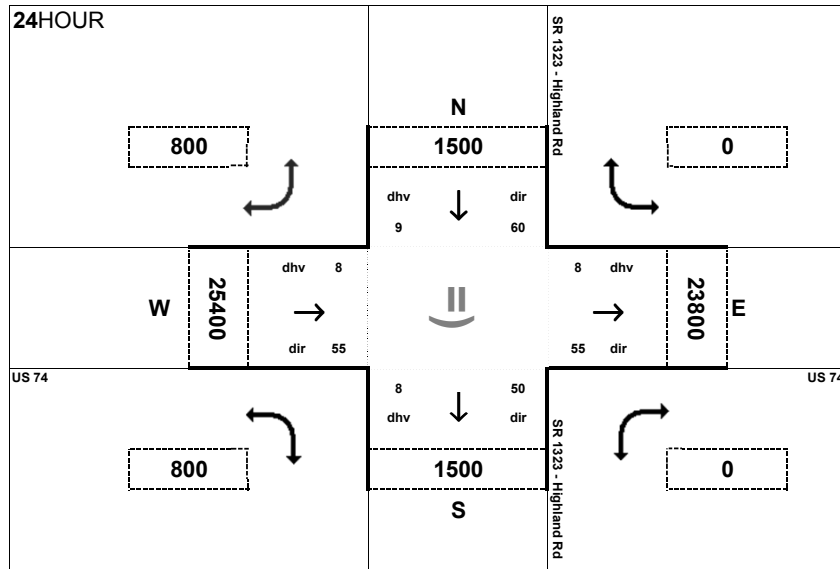 24HOUR
SR 1323 - Highland Rd
N
800
1500
0
dhv
dir
9
60
dhv 8
8 dhv
W
25400
23800
E
dir 55
55 dir
US 74
US 74
8
50
dhv
dir
SR 1323 - Highland Rd
800
1500
0
S